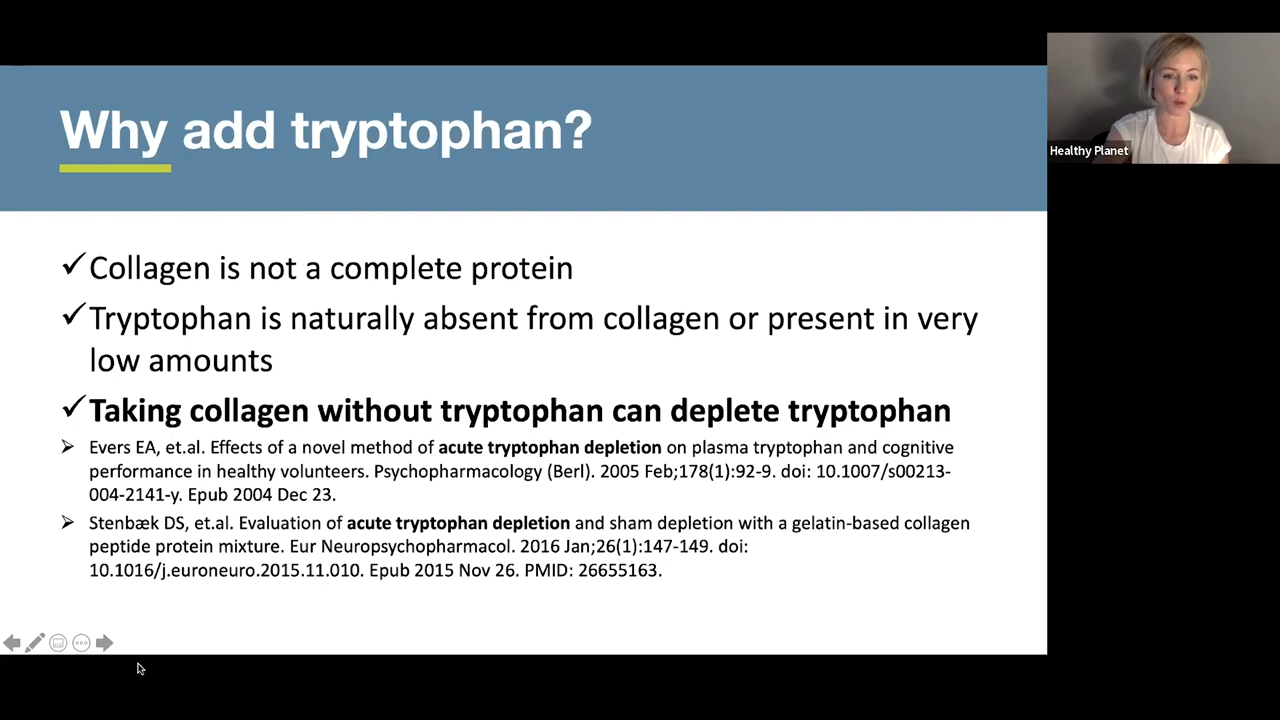 Why add tryptophan?
Healthy Planet
✓Collagen is not a complete protein
✓Tryptophan is naturally absent from collagen or present in very
low amounts
✓Taking collagen without tryptophan can deplete tryptophan
➢ Evers EA, et.al. Effects of a novel method of acute tryptophan depletion on plasma tryptophan and cognitive
performance in healthy volunteers. Psychopharmacology (Berl). 2005 Feb;178(1):92-9. doi: 10.1007/s00213-
004-2141-y. Epub 2004 Dec 23.
➢ Stenbæk DS, et.al. Evaluation of acute tryptophan depletion and sham depletion with a gelatin-based collagen
peptide protein mixture. Eur Neuropsychopharmacol. 2016 Jan;26(1):147-149. doi:
10.1016/j.euroneuro.2015.11.010. Epub 2015 Nov 26. PMID: 26655163.